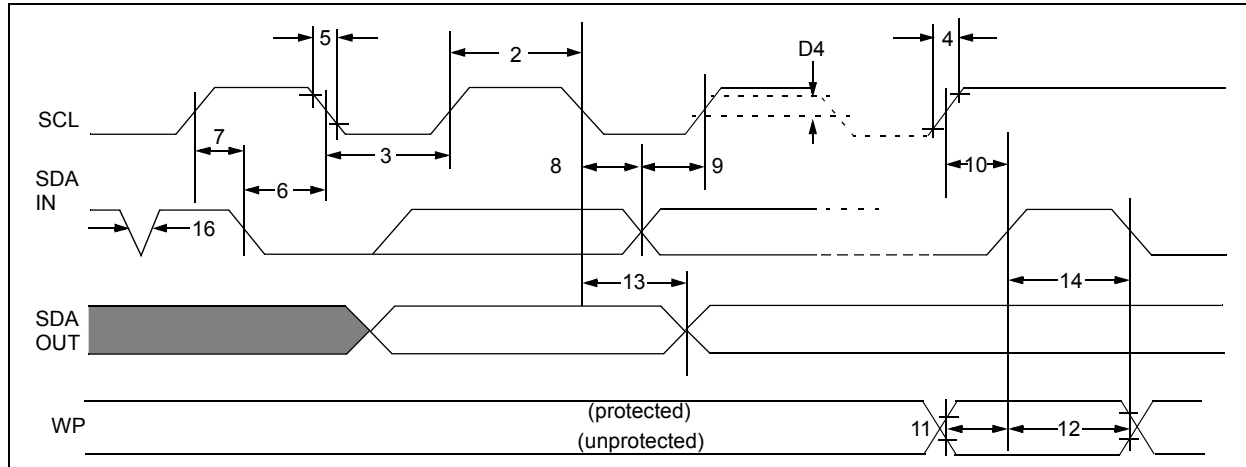 5
2
D4
4
SCL
7
3
8
9
10
SDA
IN
6
16
13
14
SDA
OUT
WP
(protected)
(unprotected)
11
12